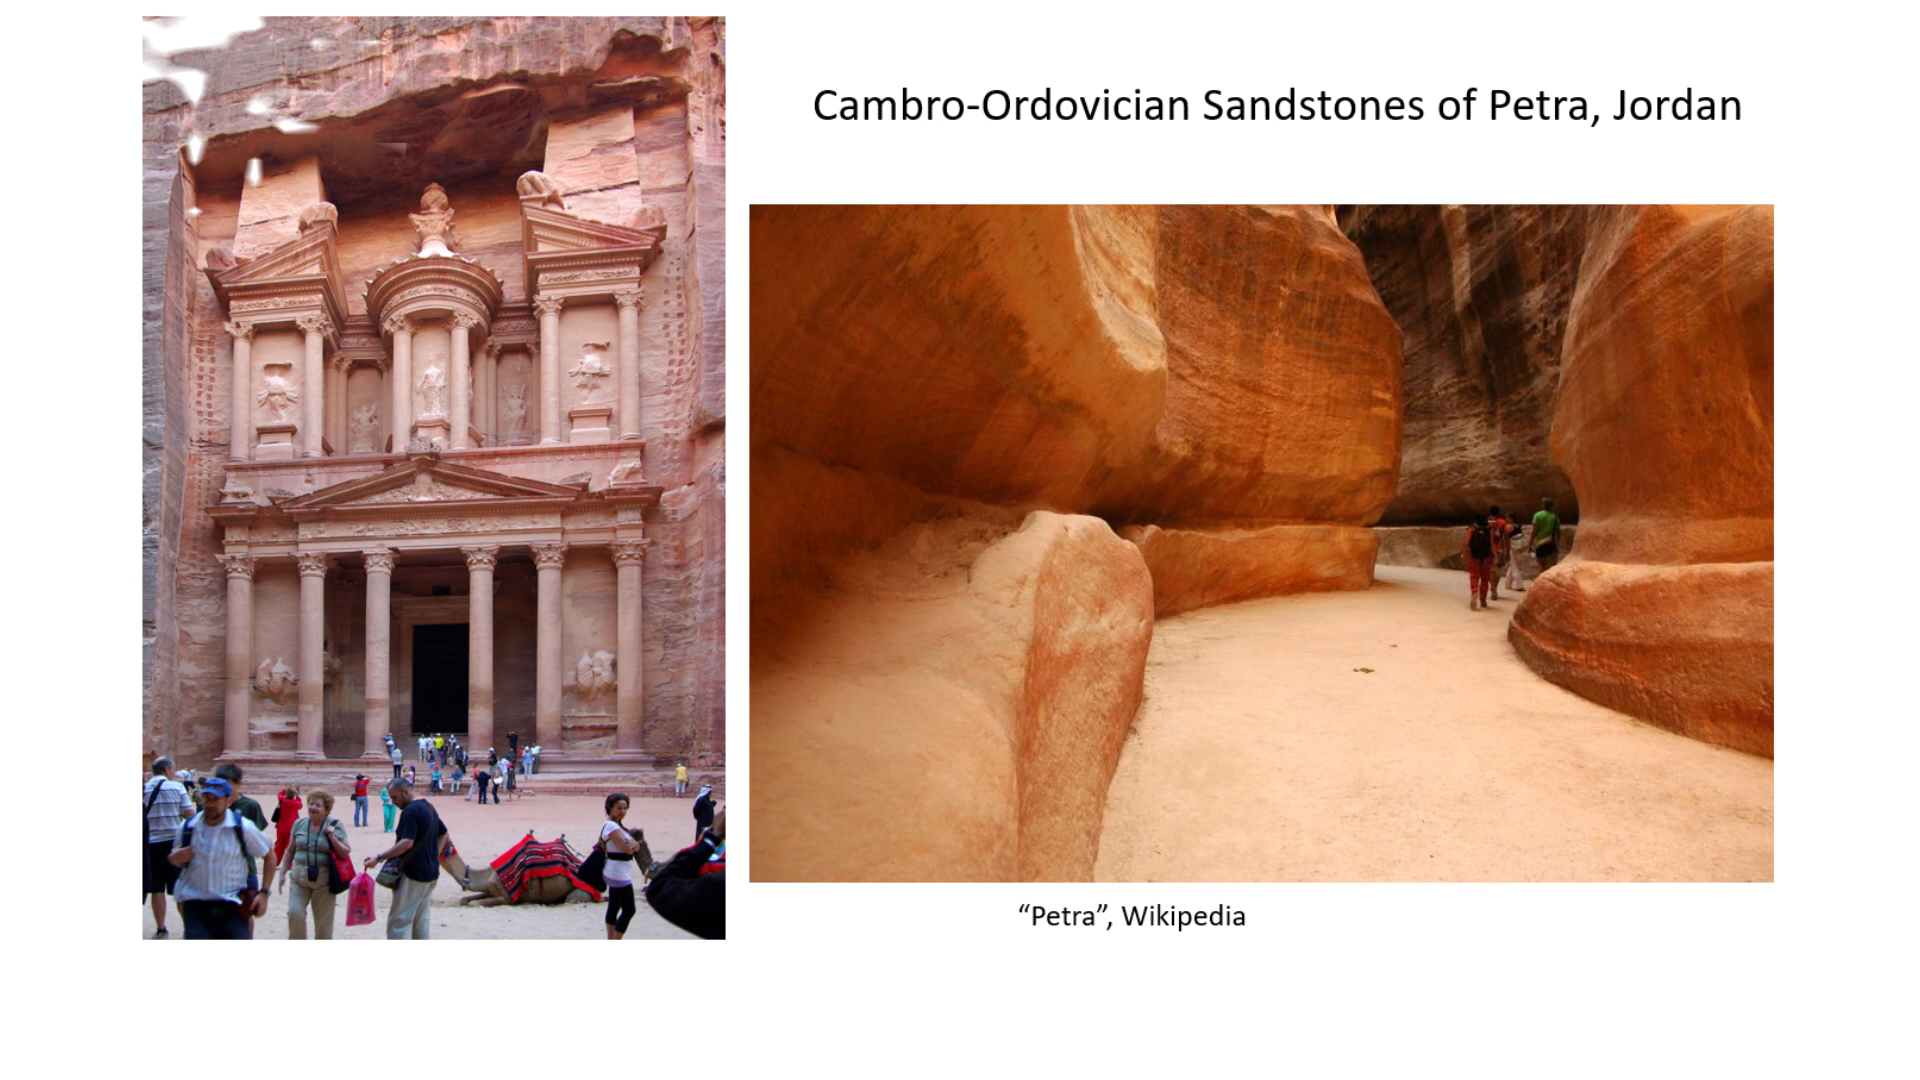 Cambro-Ordovician Sandstones of Petra, Jordan
“Petra”, Wikipedia